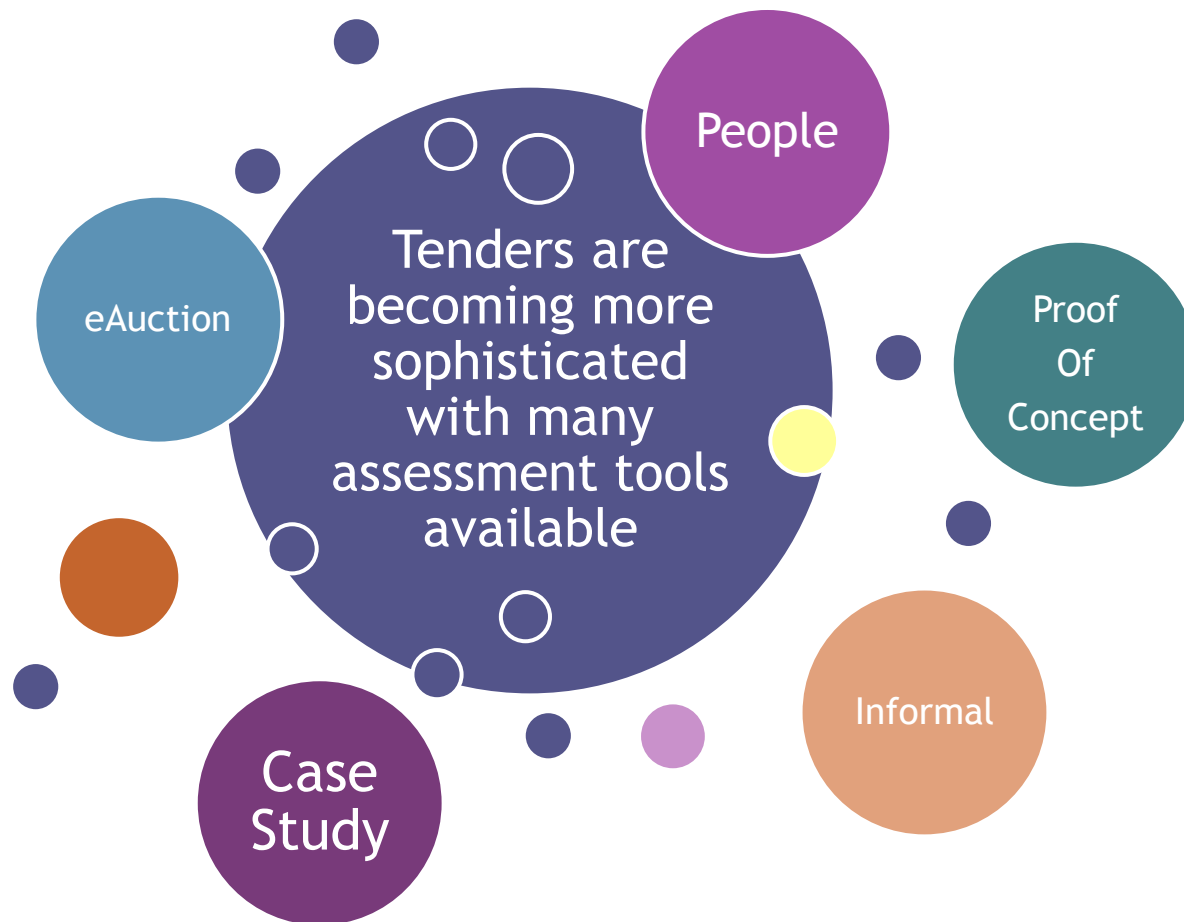 People
eAuction
Tenders are
becoming more
sophisticated
with many
assessment tools
available
Proof
Of
Concept
Informal
Case
Study